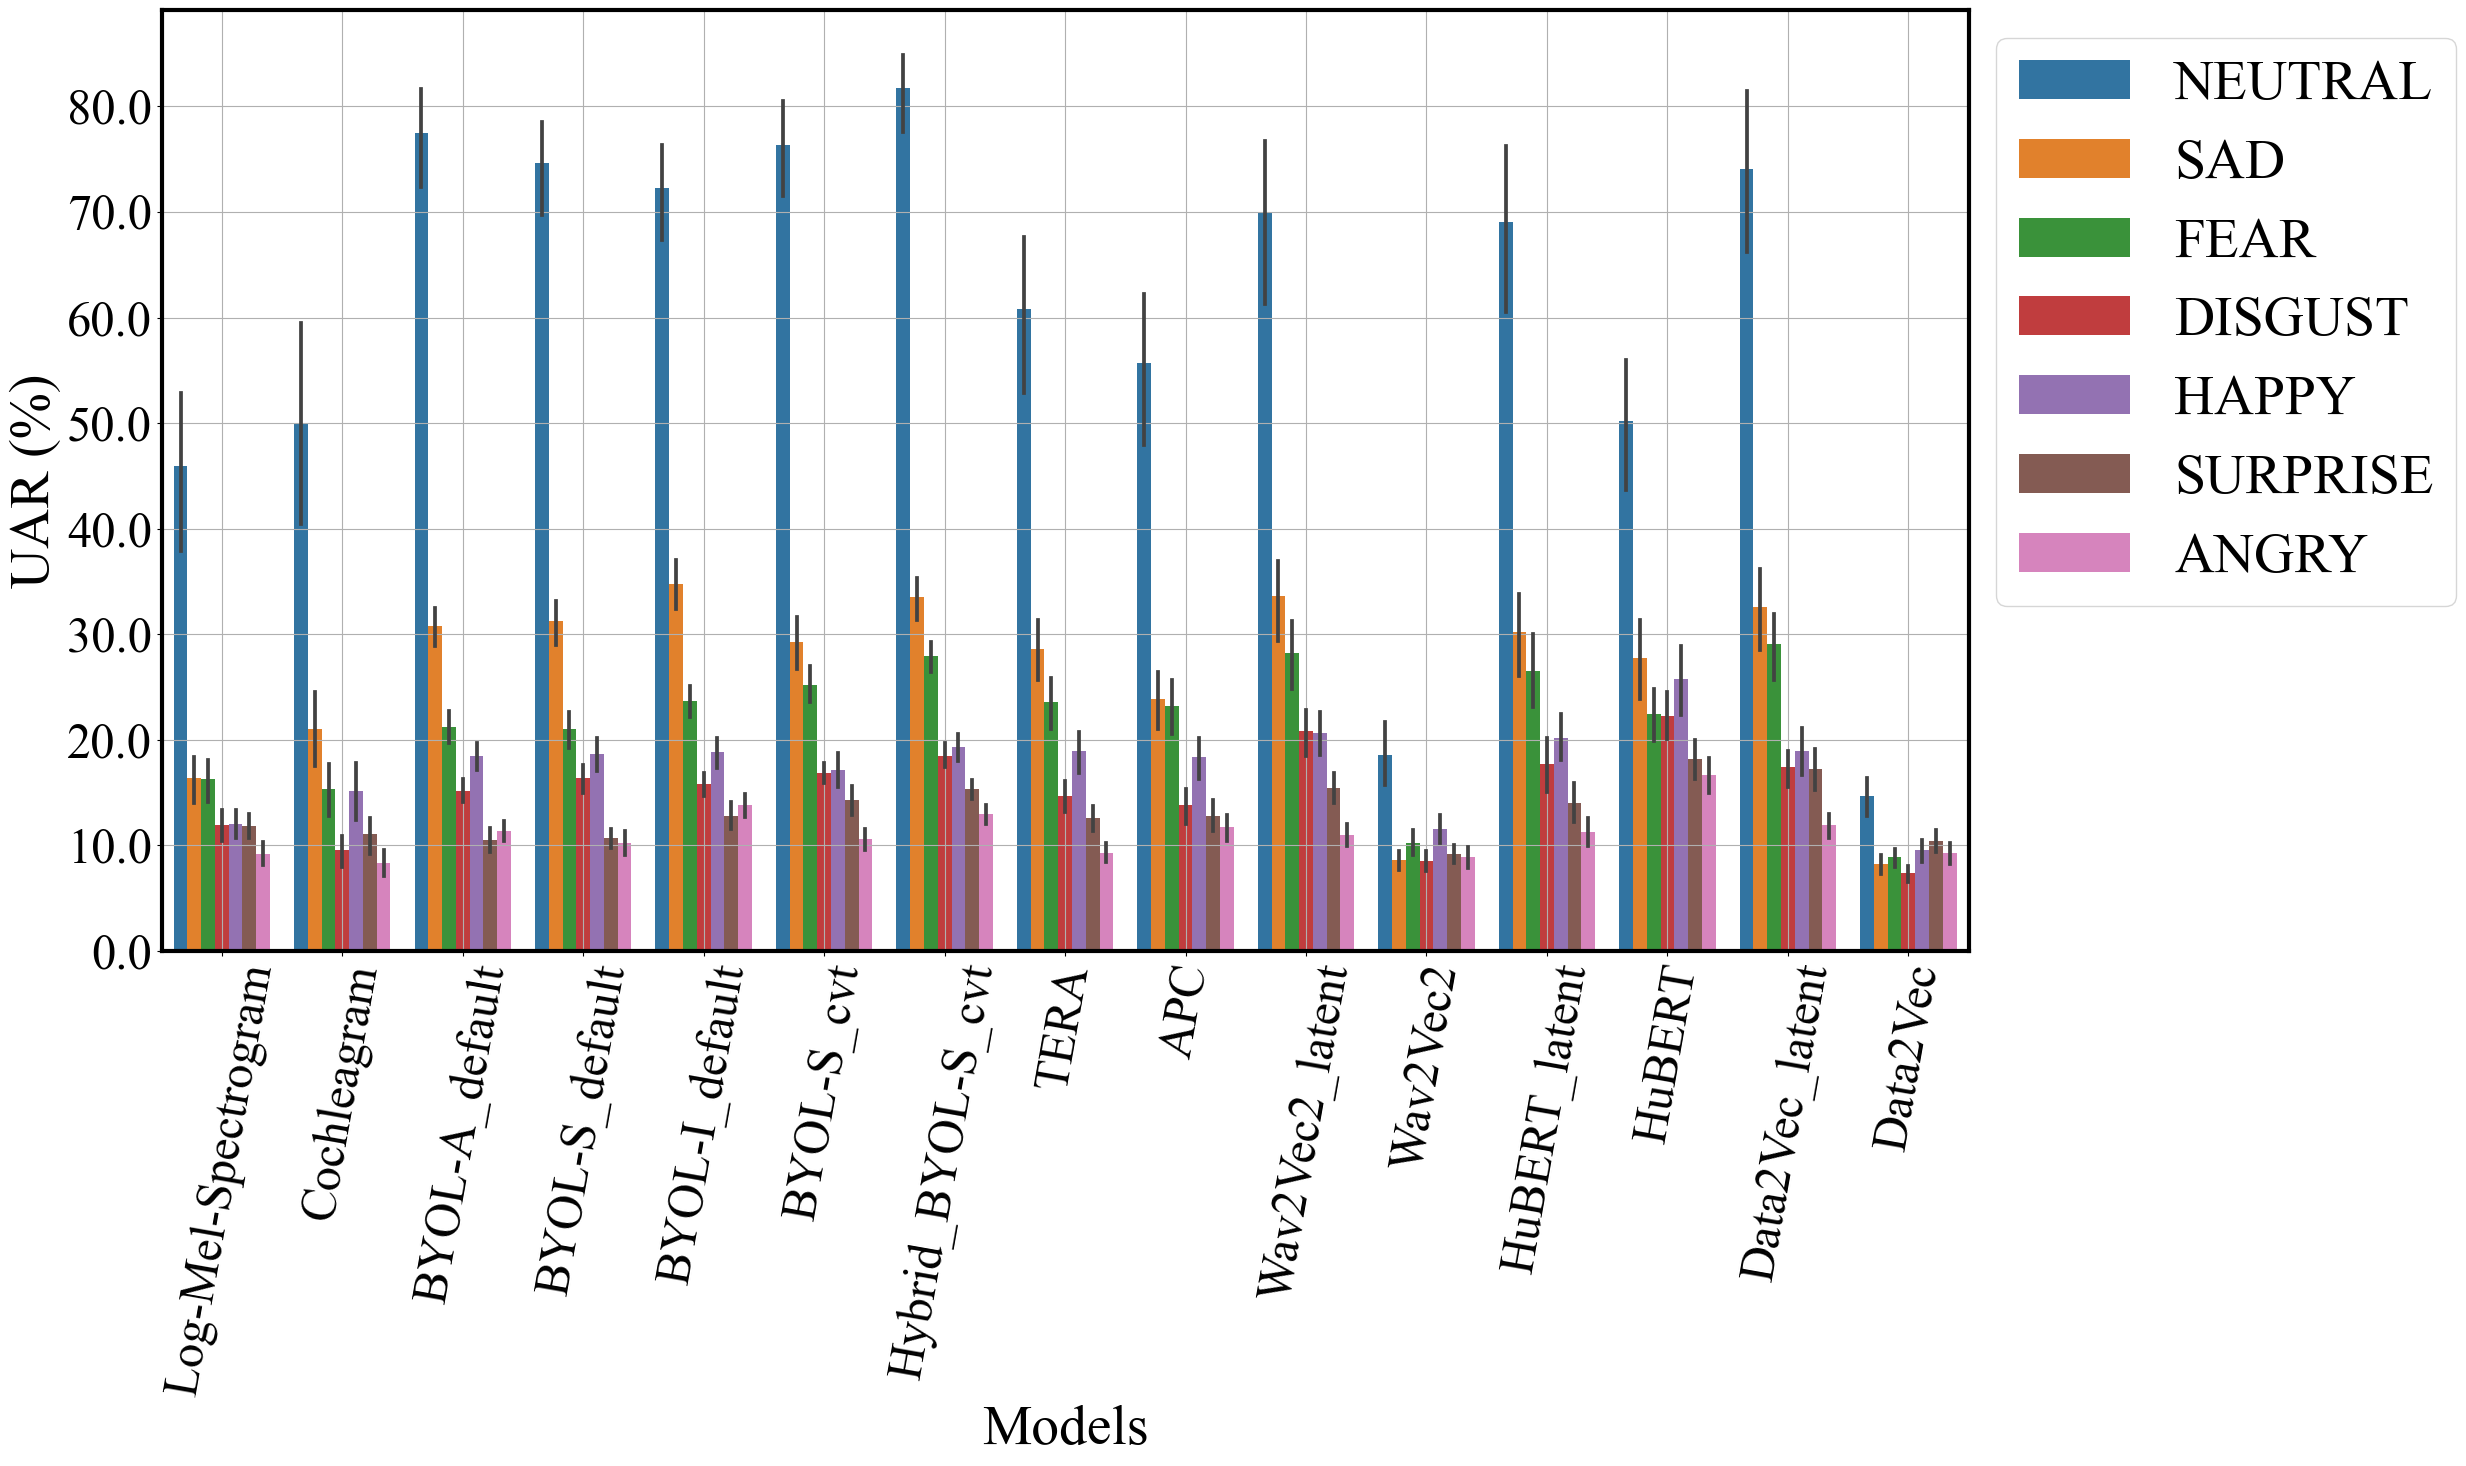 UAR (%)
80.0
70.0
60.0
50.0
40.0
30.0
20.0
10.0
0.0
Log-Mel-Spectrogram
Cochleagram
BYOL-A_default
BYOL-S_default
BYOL-I_default
BYOL-S_cvt
Hybrid_BYOL-S_cvt
TERA
APC
Wav2Vec2_latent
Wav2Vec2
HuBERT_latent
HuBERT
Data2Vec_latent
Data2Vec
Models
NEUTRAL
SAD
FEAR
DISGUST
HAPPY
SURPRISE
ANGRY